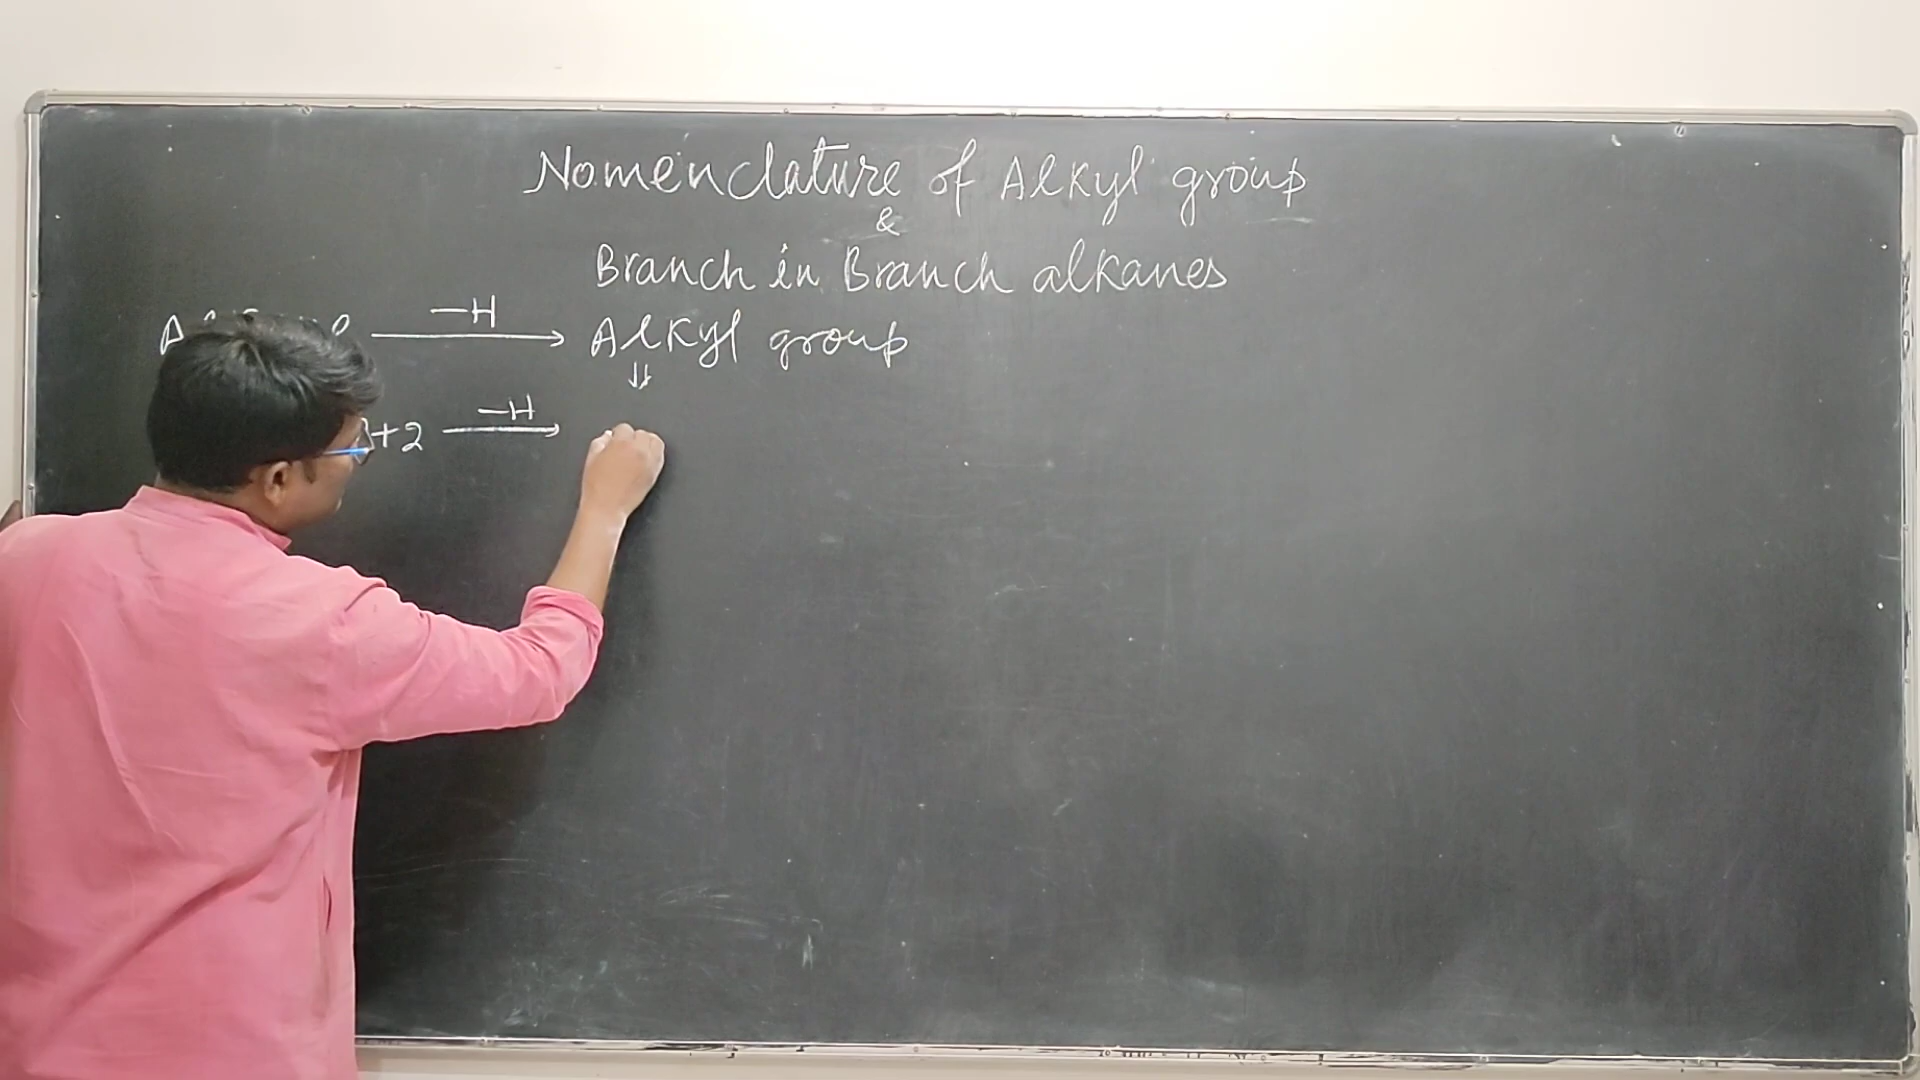 Nomenclature of Alkyl group
&
Branch in Branch alkanes
—H
Alkyl group
⇓
+2 —H